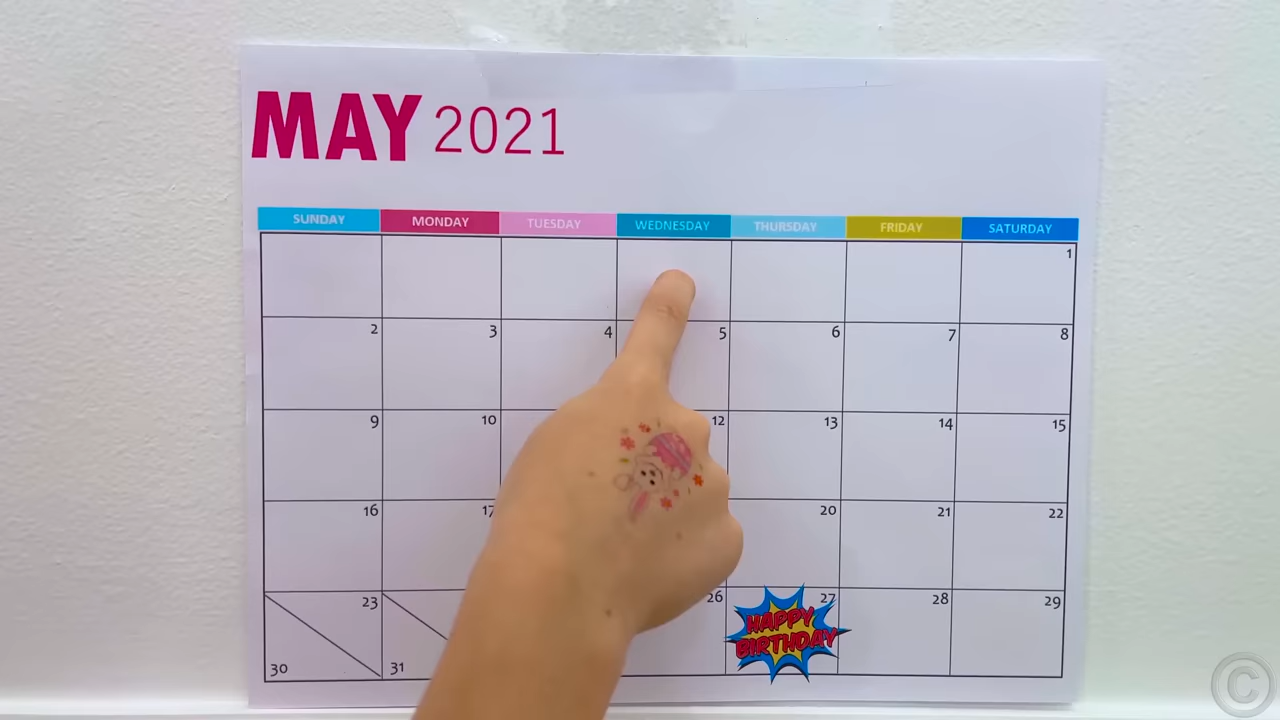 MAY 2021
SUNDAY MONDAY TUESDAY WEDNESDAY THURSDAY FRIDAY SATURDAY
1
2 3 4 5 6 7 8
9 10 12 13 14 15
16 17 20 21 22
23 26 27 28 29
HAPPY
BIRTHDAY
30 31
©